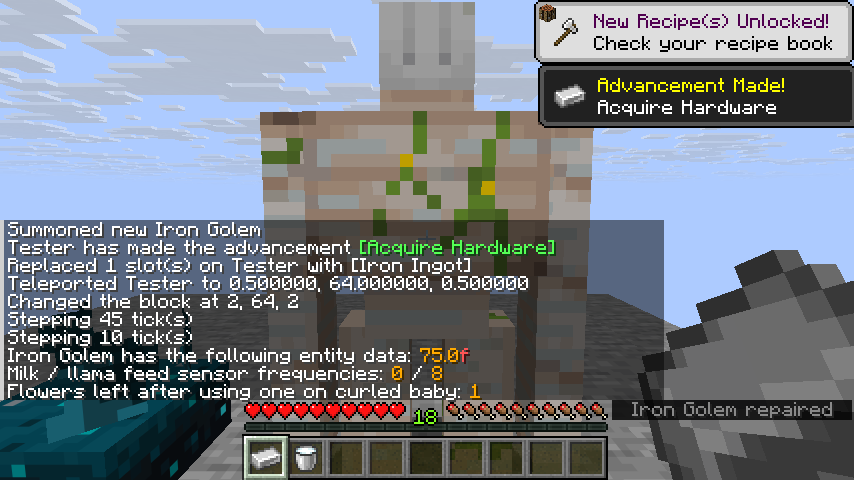 New Recipe(s) Unlocked!
Check your recipe book
Advancement Made!
Acquire Hardware
Summoned new Iron Golem
Tester has made the advancement [Acquire Hardware]
Replaced 1 slot(s) on Tester with [Iron Ingot]
Teleported Tester to 0.500000, 64.000000, 0.500000
Changed the block at 2, 64, 2
Stepping 45 tick(s)
Stepping 10 tick(s)
Iron Golem has the following entity data: 75.0f
Milk / llama feed sensor frequencies: 0 / 8
Flowers left after using one on curled baby: 1
18
Iron Golem repaired